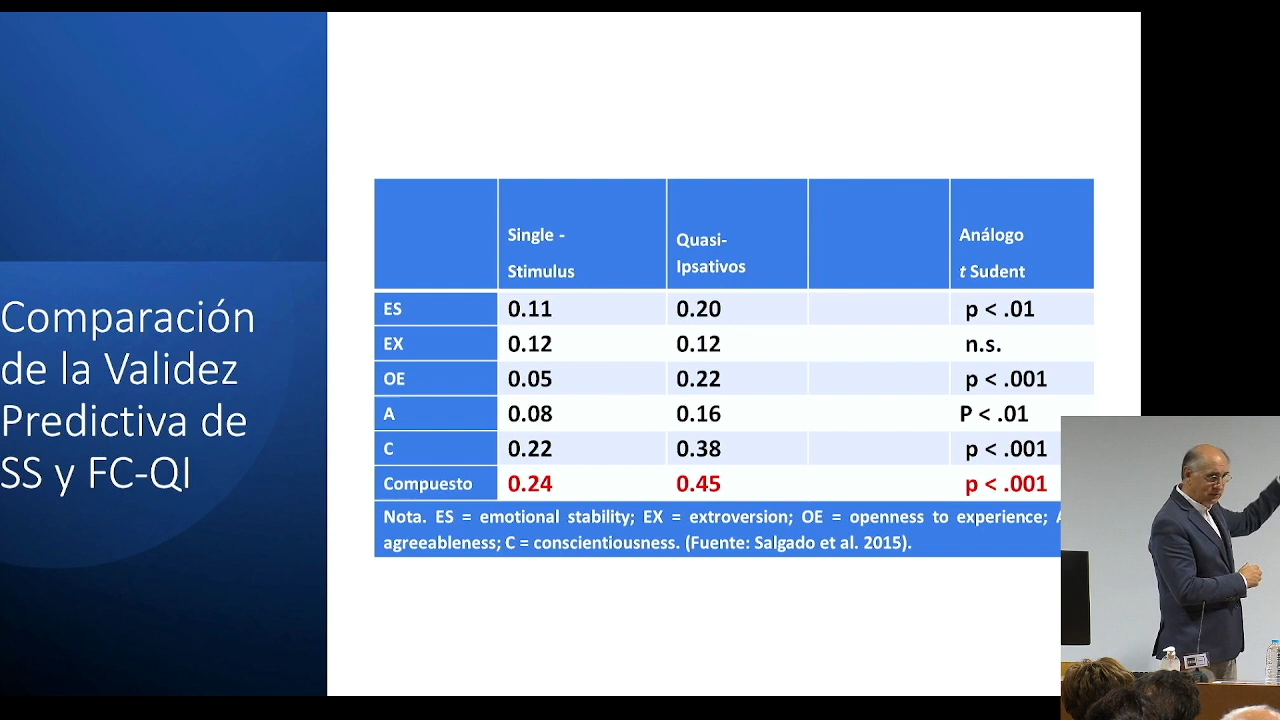 Comparación
de la Validez
Predictiva de
SS y FC-QI
Single -
Stimulus
Quasi-
Ipsativos
Análogo
t Sudent
ES 0.11 0.20 p < .01
EX 0.12 0.12 n.s.
OE 0.05 0.22 p < .001
A 0.08 0.16 P < .01
C 0.22 0.38 p < .001
Compuesto 0.24 0.45 p < .001
Nota. ES = emotional stability; EX = extroversion; OE = openness to experience;
agreeableness; C = conscientiousness. (Fuente: Salgado et al. 2015).